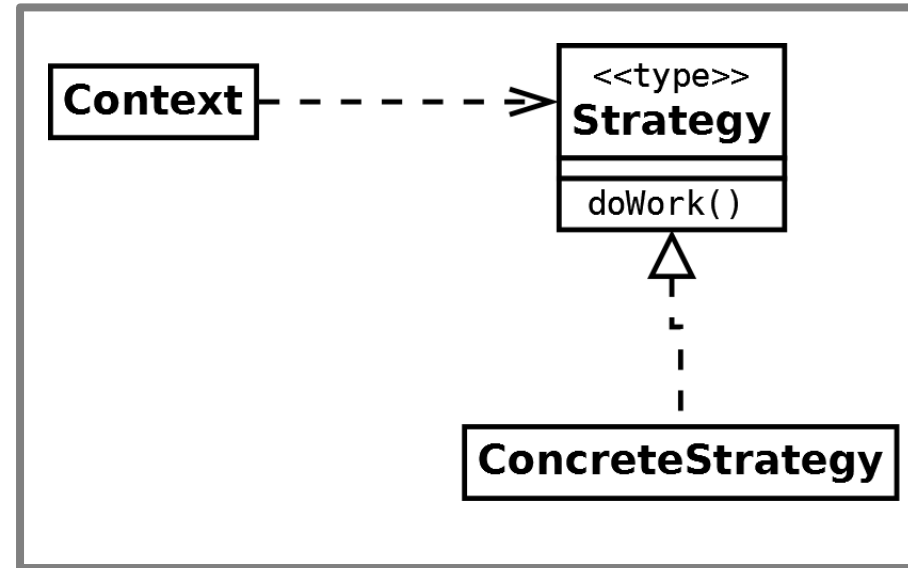 Context
<<type>>
Strategy
doWork()
ConcreteStrategy